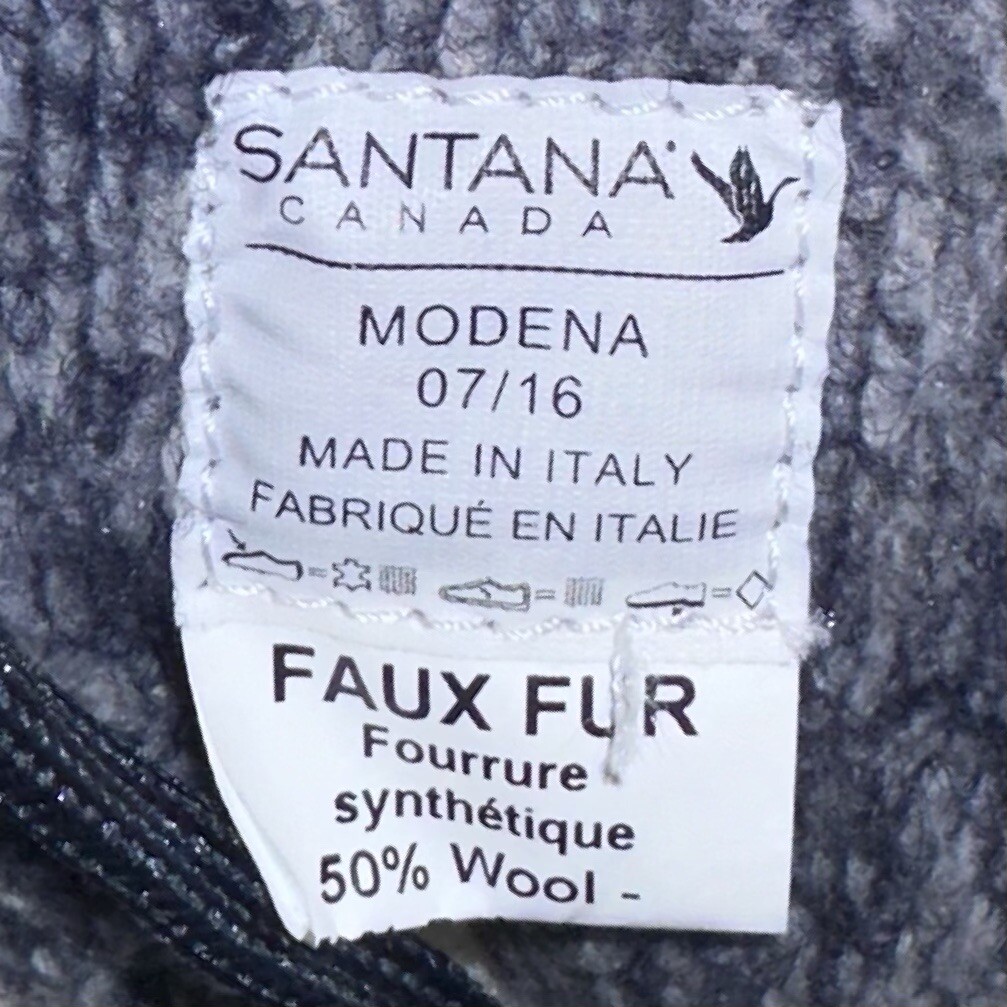 SANTANA
CANADA
MODENA
07/16
MADE IN ITALY
FABRIQUÉ EN ITALIE
FAUX FUR
Fourrure
synthétique
50% Wool -